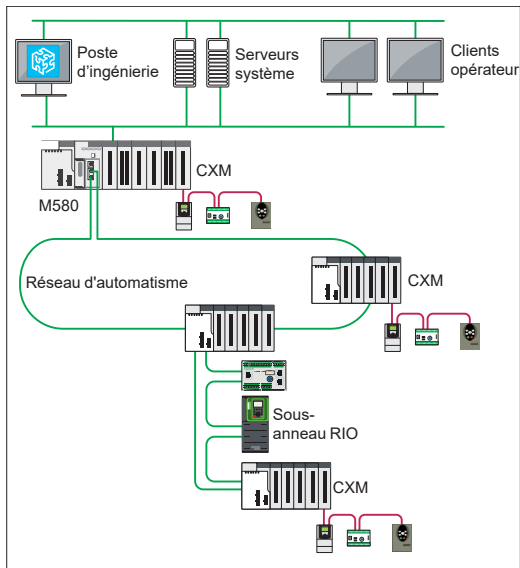 Poste
d'ingénierie
Serveurs
système
Clients
opérateur
CXM
M580
Réseau d'automatisme
CXM
Sous-
anneau RIO
CXM